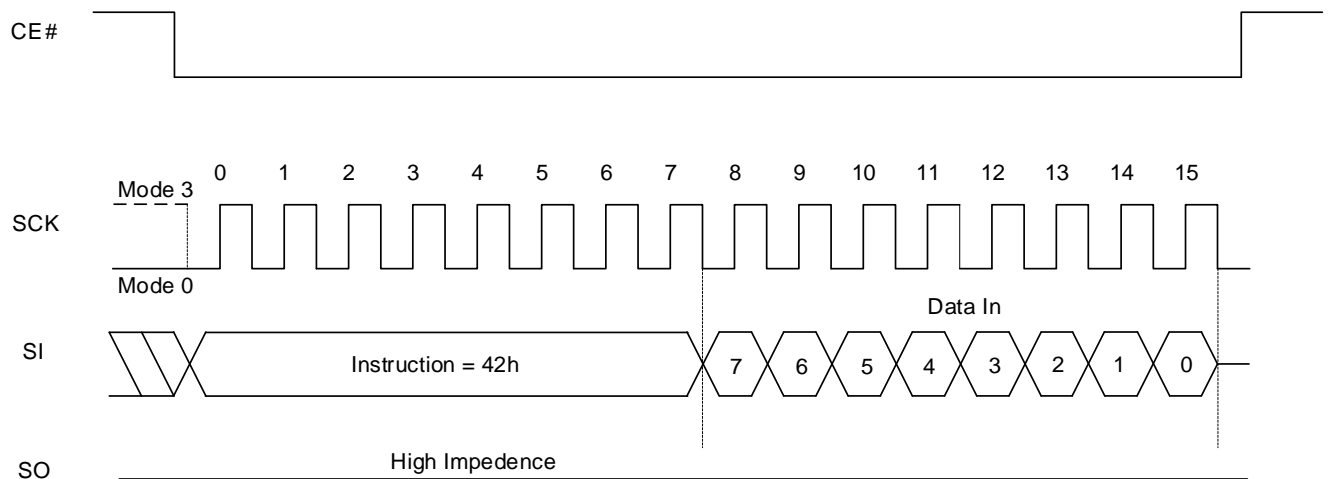 CE#
0 1 2 3 4 5 6 7 8 9 10 11 12 13 14 15
Mode 3
SCK
Mode 0
Data In
SI
Instruction = 42h
7 6 5 4 3 2 1 0
High Impedence
SO